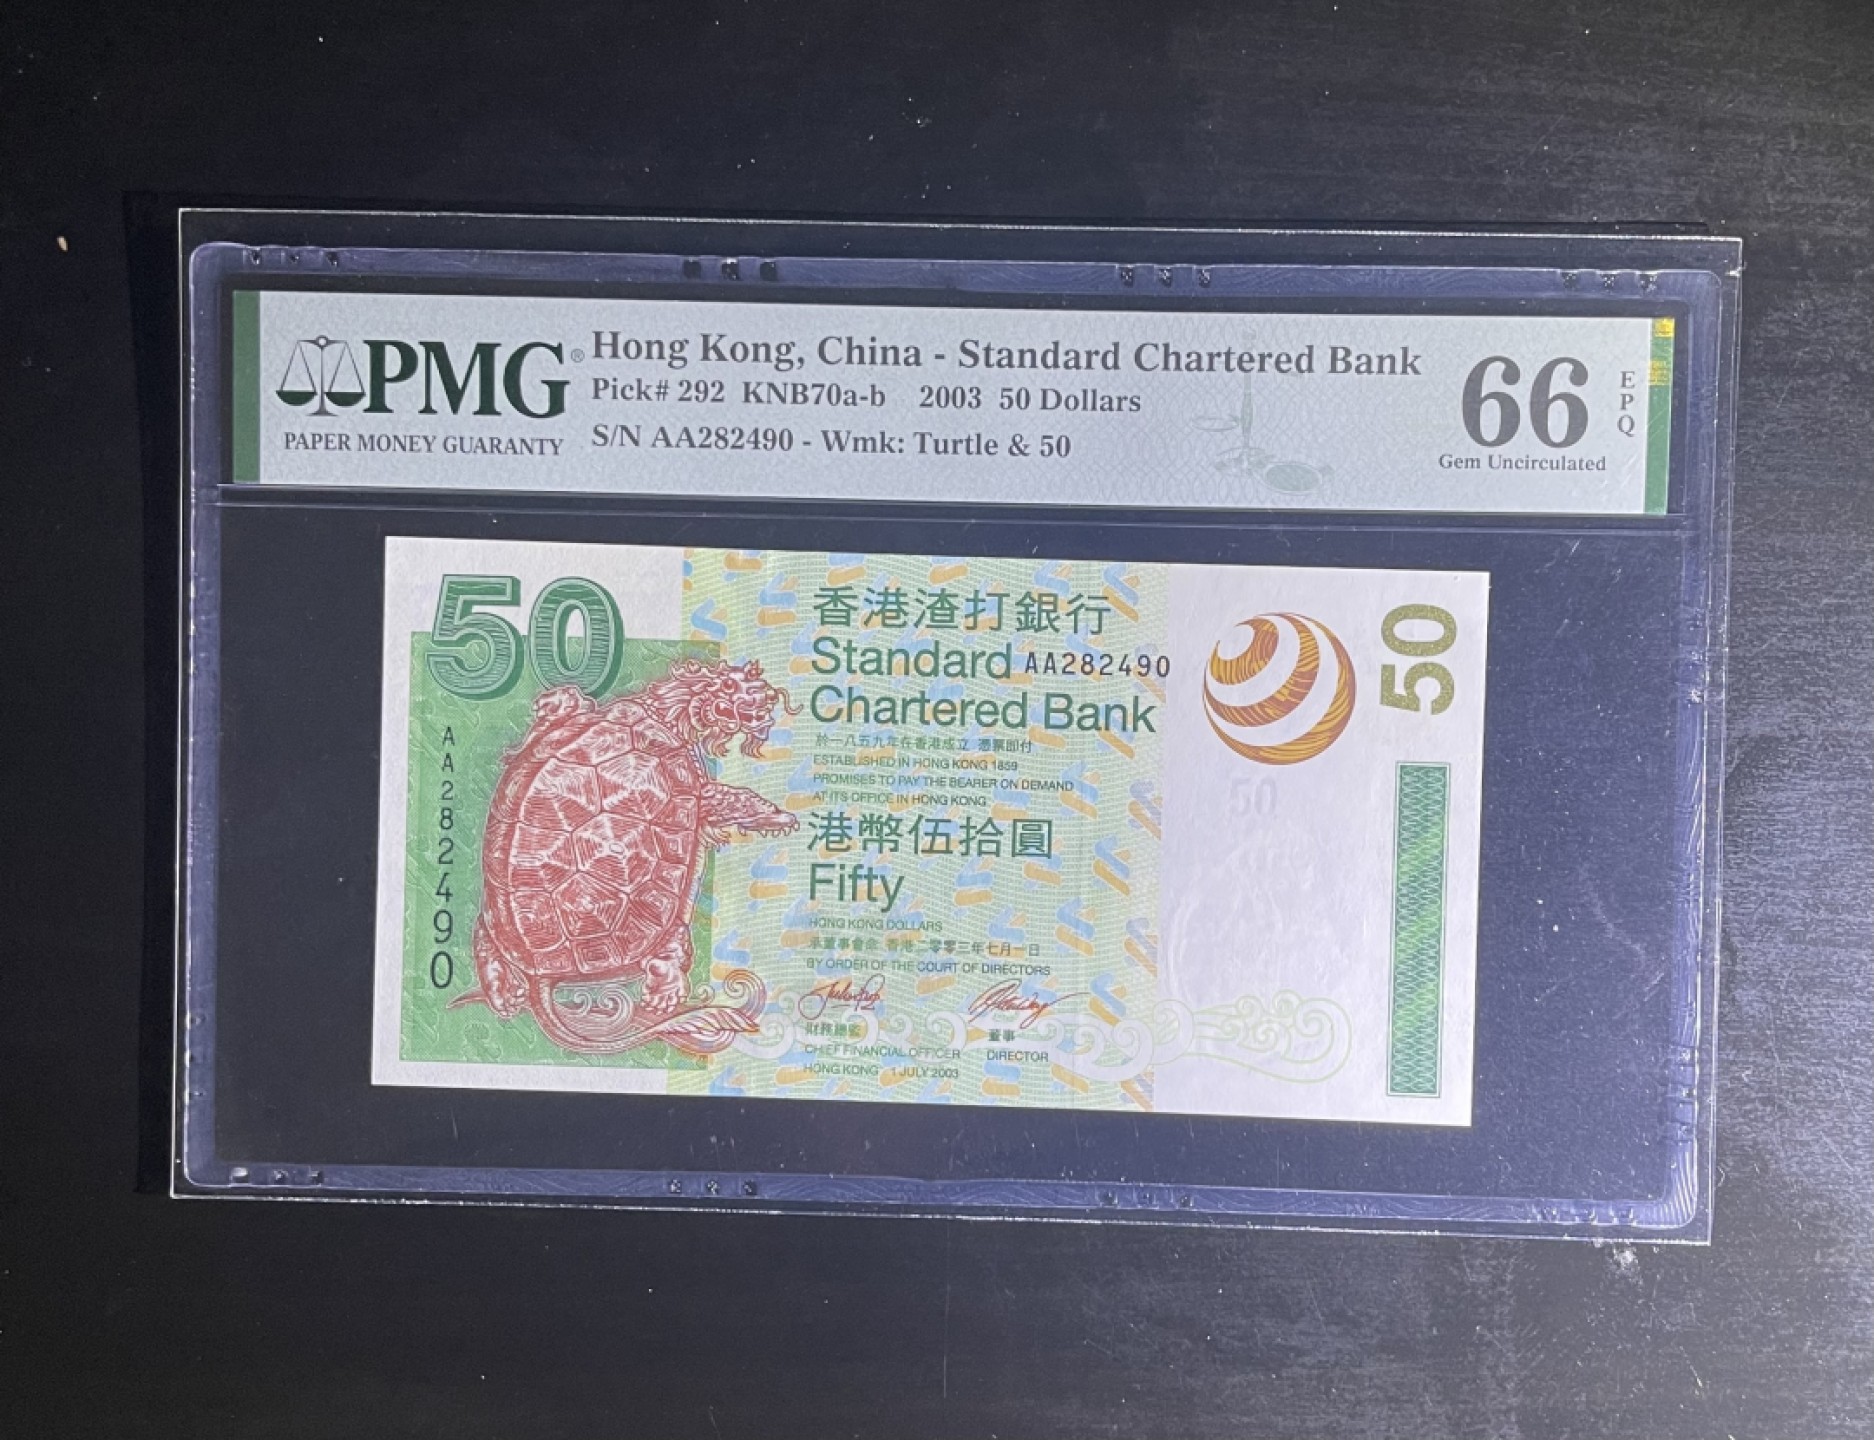 PMG®
PAPER MONEY GUARANTY
Hong Kong, China - Standard Chartered Bank
Pick# 292 KNB70a-b 2003 50 Dollars
S/N AA282490 - Wmk: Turtle & 50
66
EPQ
Gem Uncirculated
50
AA282490
香港渣打銀行
Standard AA282490
Chartered Bank
於一八五九年在香港成立 憑票即付
ESTABLISHED IN HONG KONG 1859
PROMISES TO PAY THE BEARER ON DEMAND
AT ITS OFFICE IN HONG KONG
港幣伍拾圓
Fifty
HONG KONG DOLLARS
承董事會命 香港二零零三年七月一日
BY ORDER OF THE COURT OF DIRECTORS
財務總監
CHIEF FINANCIAL OFFICER
董事
DIRECTOR
HONG KONG 1 JULY 2003
50
50